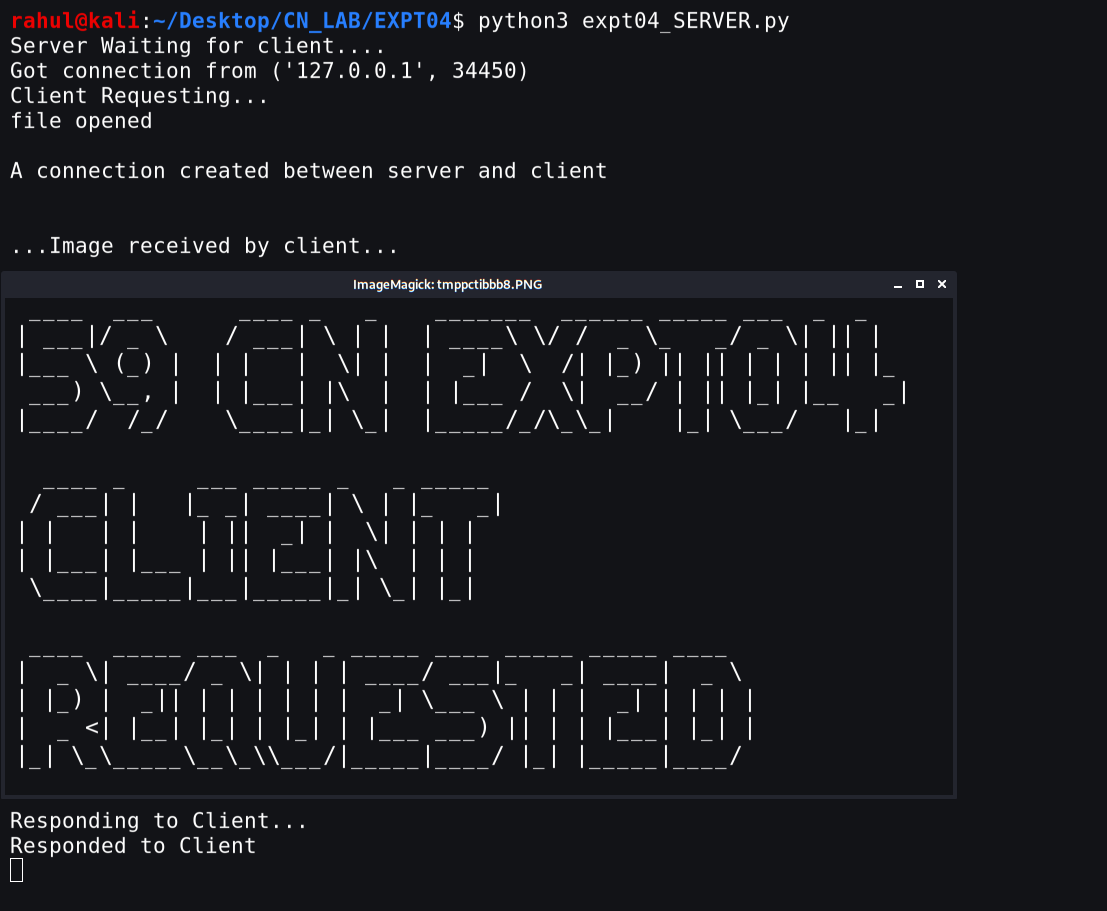 rahul@kali:~/Desktop/CN_LAB/EXPT04$ python3 expt04_SERVER.py
Server Waiting for client....
Got connection from ('127.0.0.1', 34450)
Client Requesting...
file opened
A connection created between server and client
...Image received by client...
ImageMagick: tmppctibbb8.PNG
59 CN EXPT04
CLIENT
REQUESTED
Responding to Client...
Responded to Client